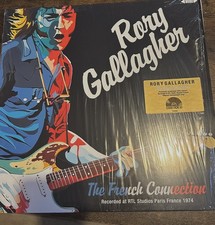 Rory
Gallagher
RORY GALLAGHER
The French Connection
Recorded at RTL Studios Paris France 1974